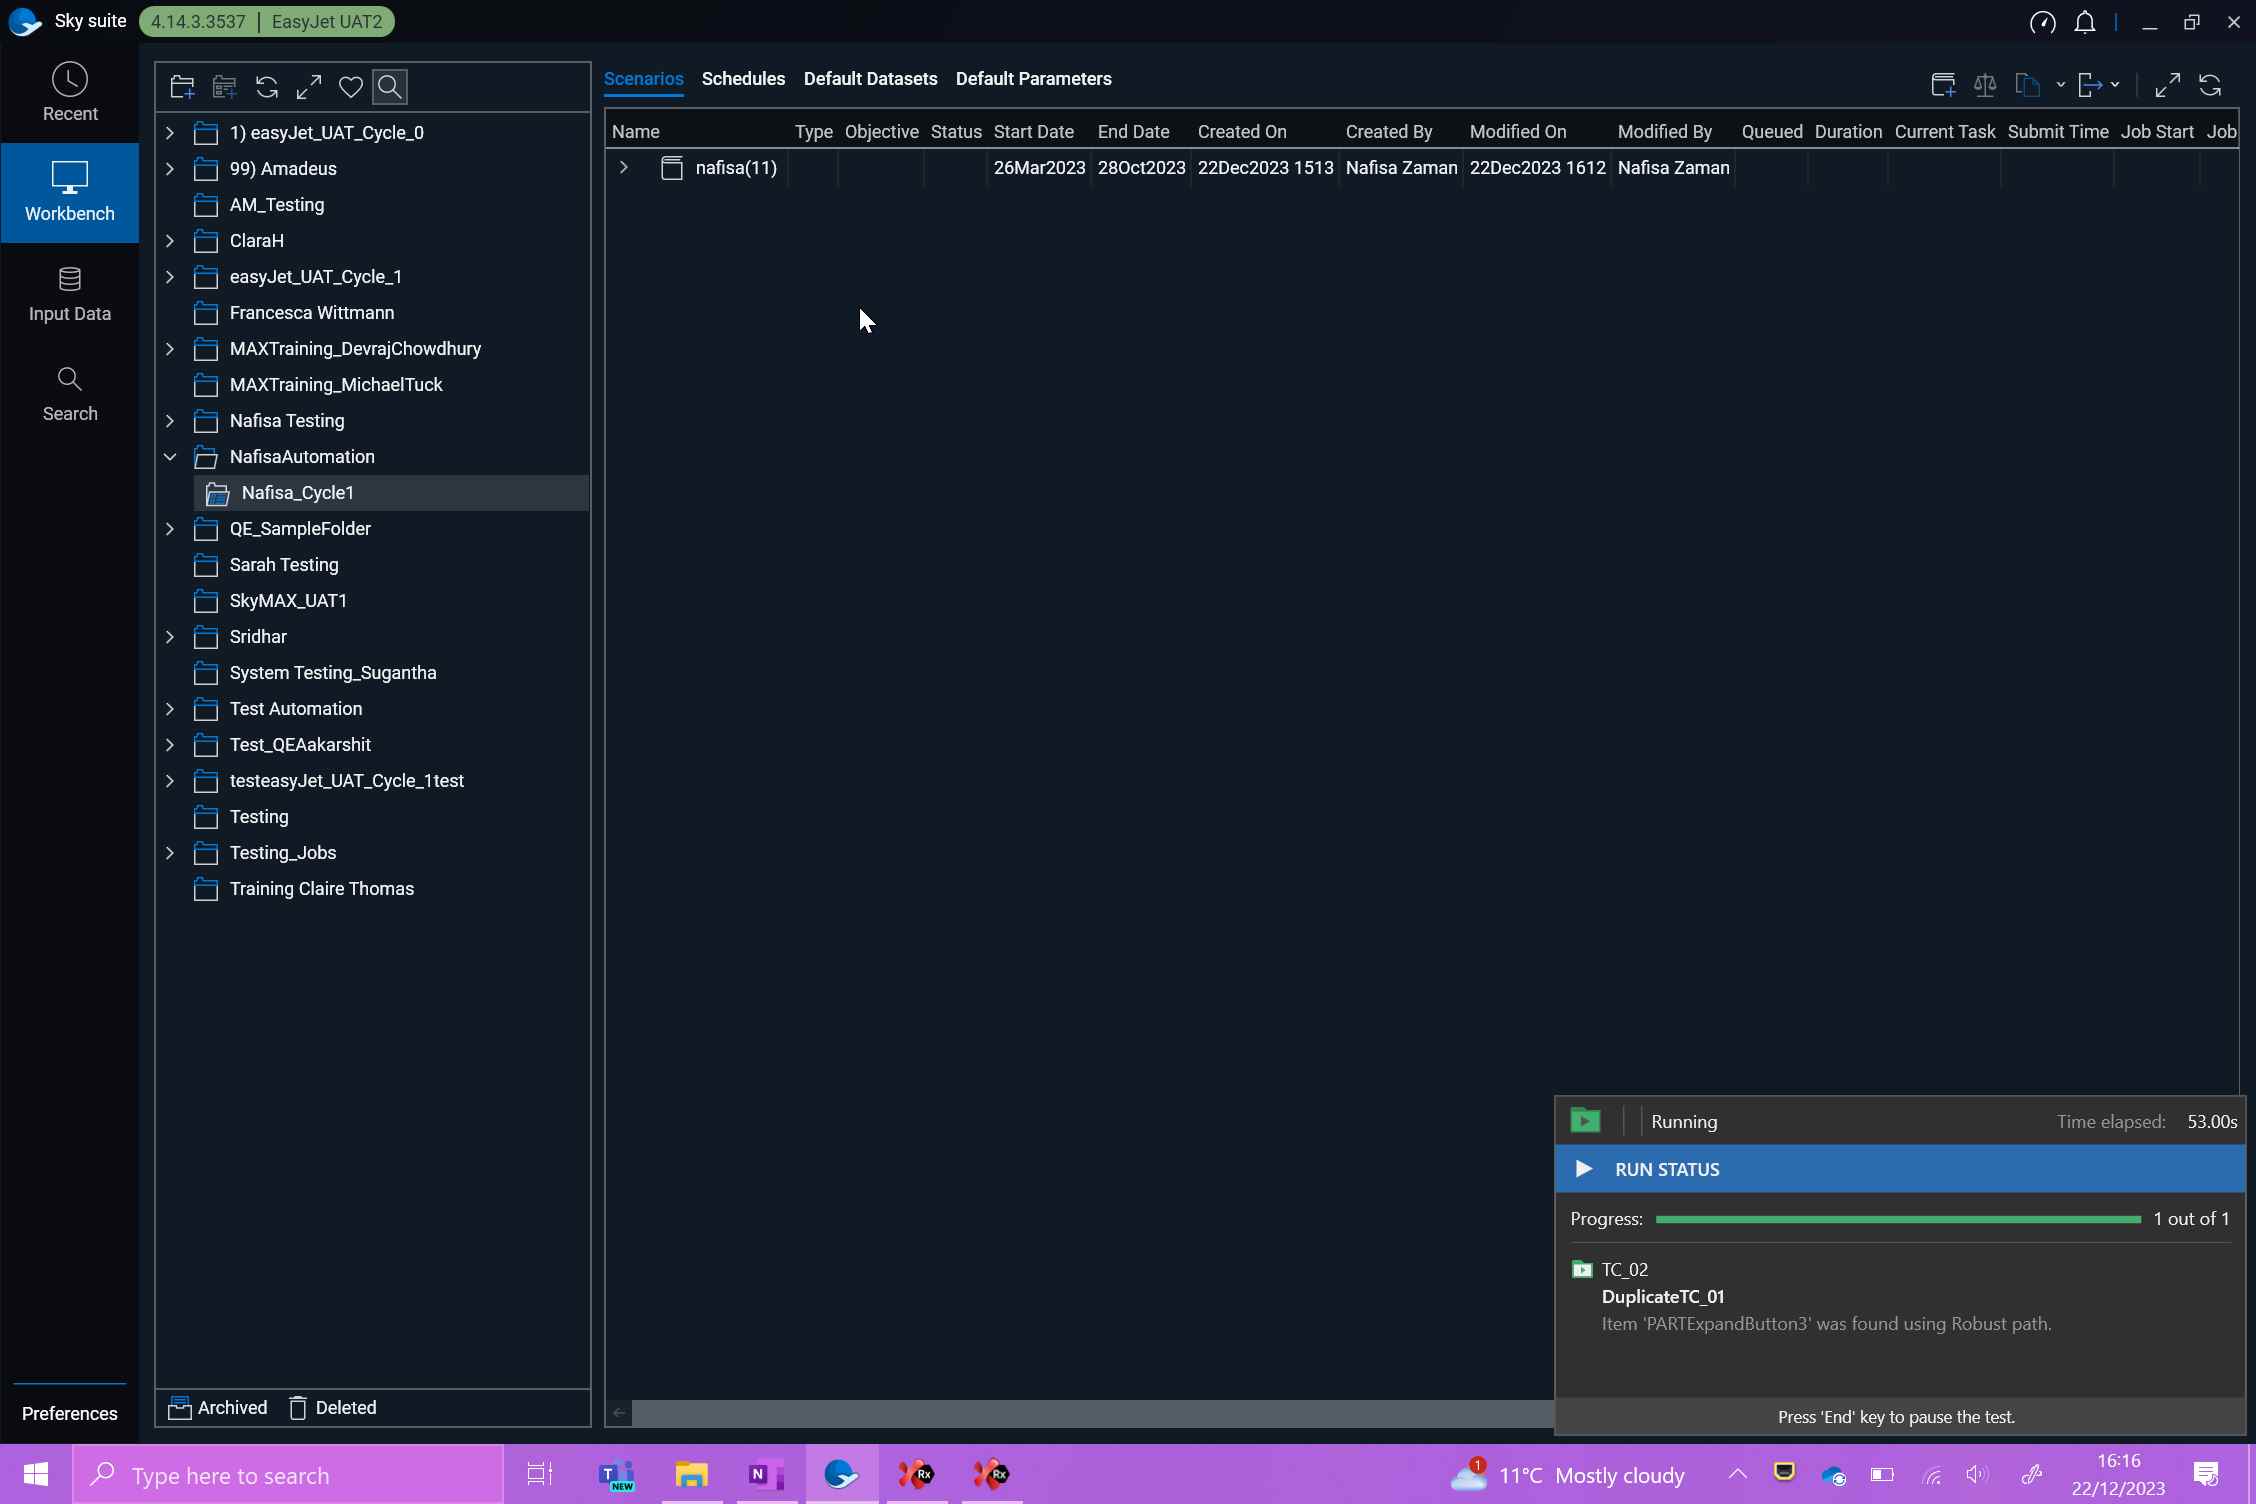 Sky suite 4.14.3.3537 | EasyJet UAT2
Recent
Workbench
Input Data
Search
Preferences
1) easyJet_UAT_Cycle_0
99) Amadeus
AM_Testing
ClaraH
easyJet_UAT_Cycle_1
Francesca Wittmann
MAXTraining_DevrajChowdhury
MAXTraining_MichaelTuck
Nafisa Testing
NafisaAutomation
Nafisa_Cycle1
QE_SampleFolder
Sarah Testing
SkyMAX_UAT1
Sridhar
System Testing_Sugantha
Test Automation
Test_QEAakarshit
testeasyJet_UAT_Cycle_1test
Testing
Testing_Jobs
Training Claire Thomas
Archived Deleted
Scenarios Schedules Default Datasets Default Parameters
Name Type Objective Status Start Date End Date Created On Created By Modified On Modified By Queued Duration Current Task Submit Time Job Start Job
nafisa(11) 26Mar2023 28Oct2023 22Dec2023 1513 Nafisa Zaman 22Dec2023 1612 Nafisa Zaman
Running Time elapsed: 53.00s
RUN STATUS
Progress: 1 out of 1
TC_02
DuplicateTC_01
Item 'PARTExpandButton3' was found using Robust path.
Press 'End' key to pause the test.
Type here to search
T
NEW
N
Rx
Rx
1
11°C Mostly cloudy
16:16
22/12/2023